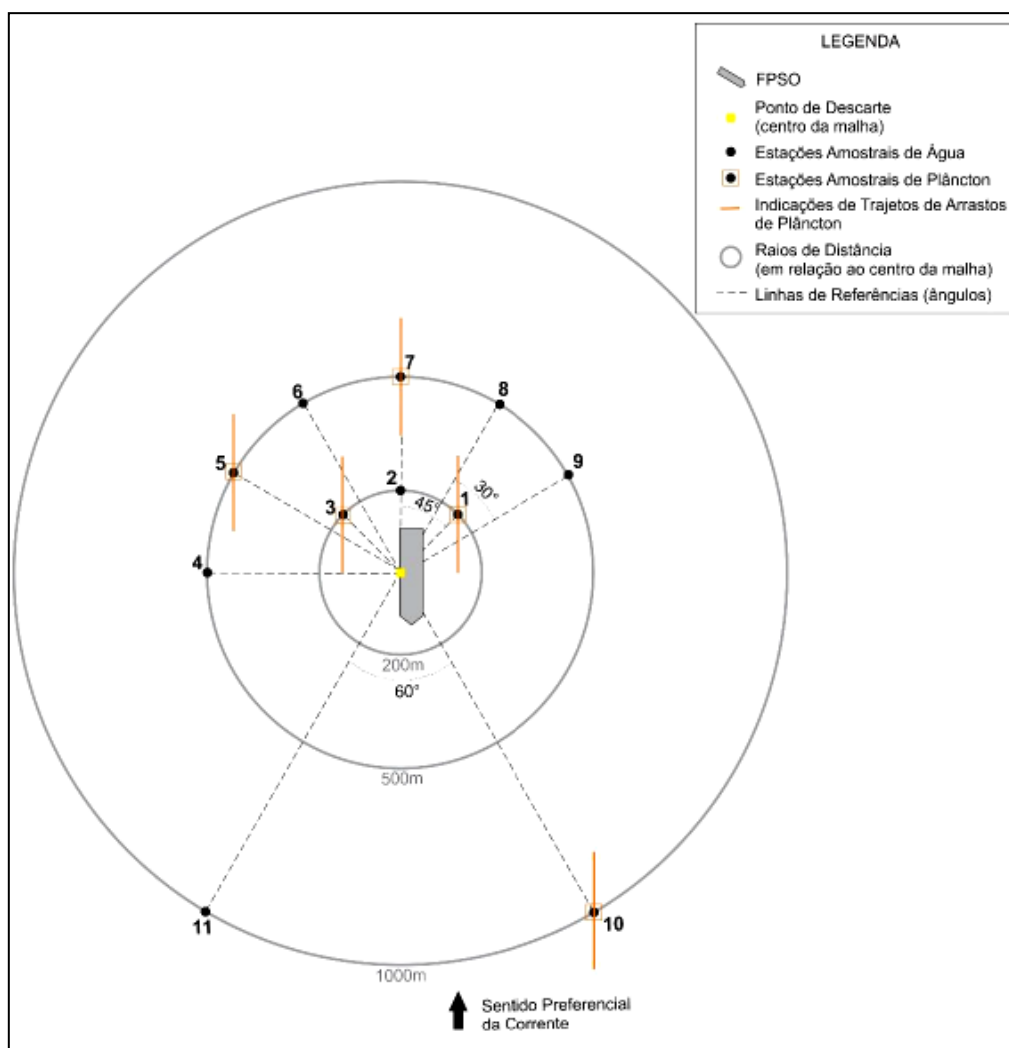 LEGENDA
FPSO
Ponto de Descarte
(centro da malha)
Estações Amostrais de Água
Estações Amostrais de Plâncton
Indicações de Trajetos de Arrastos
de Plâncton
Raios de Distância
(em relação ao centro da malha)
Linhas de Referências (ângulos)
7
6
8
5
9
2
3
45°
1
30°
4
200m
60°
500m
11
10
1000m
Sentido Preferencial
da Corrente